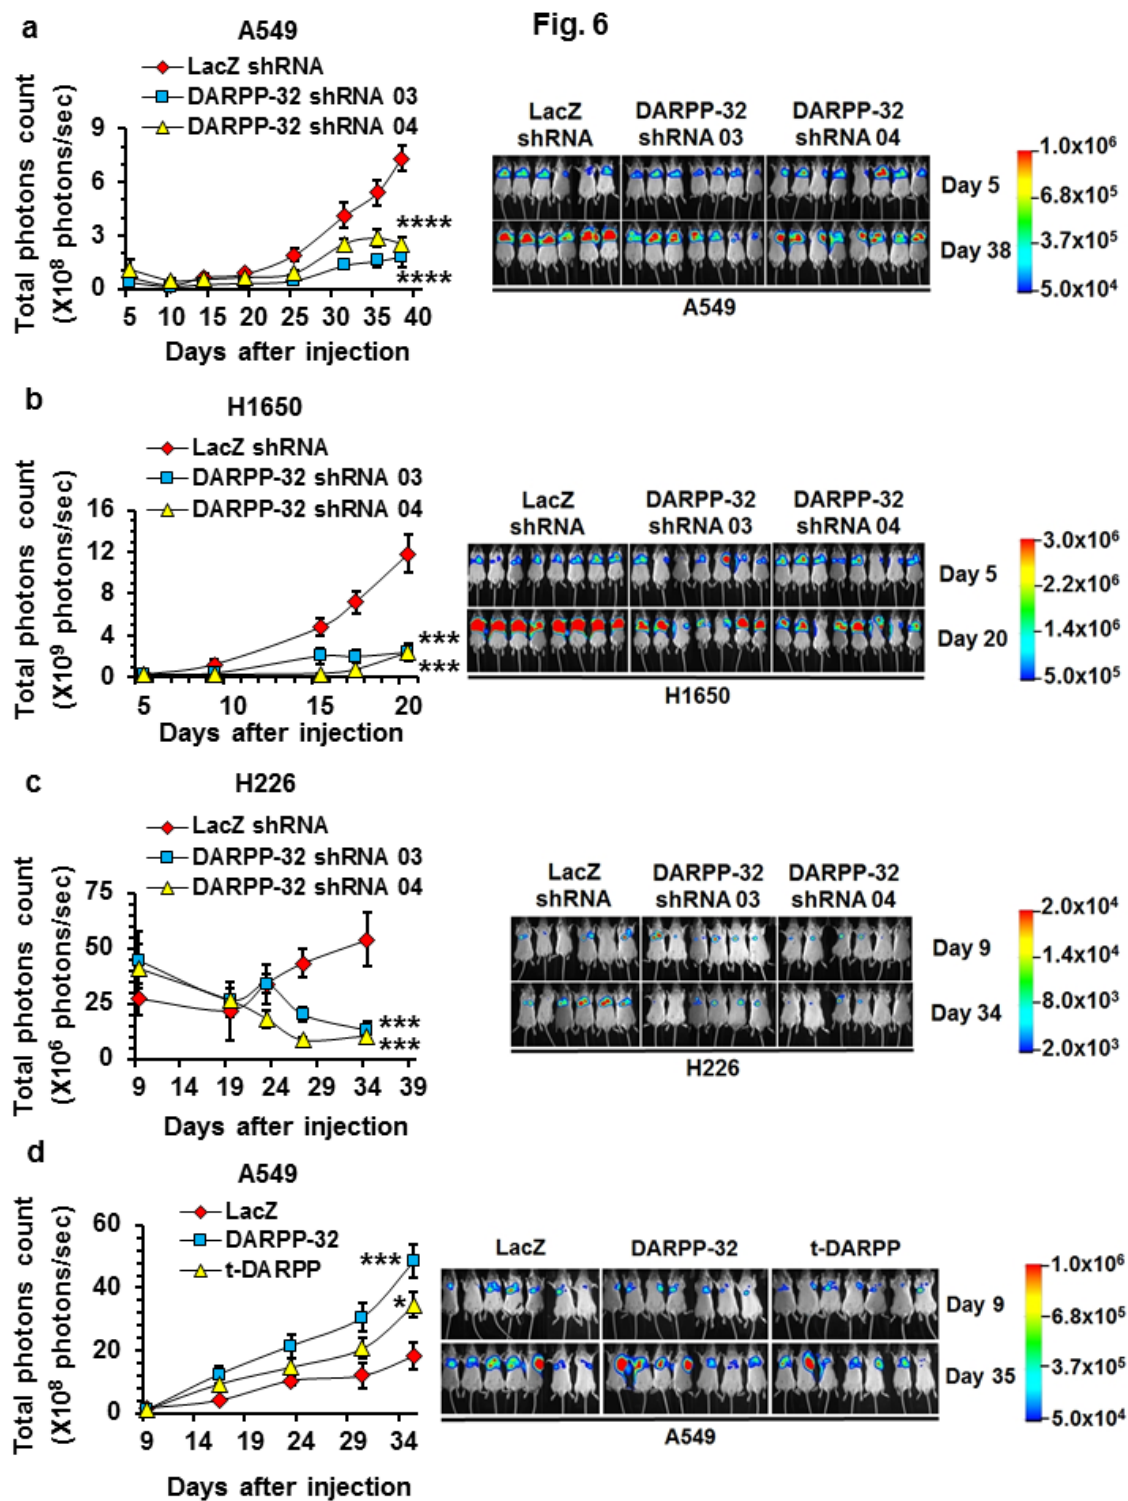 Fig. 6
a
A549
LacZ shRNA
DARPP-32 shRNA 03
DARPP-32 shRNA 04
Total photons count
(X10⁸ photons/sec)
9
6
3
0
****
****
5 10 15 20 25 30 35 40
Days after injection
LacZ shRNA
DARPP-32 shRNA 03
DARPP-32 shRNA 04
Day 5
Day 38
A549
1.0x10⁶
6.8x10⁵
3.7x10⁵
5.0x10⁴
b
H1650
LacZ shRNA
DARPP-32 shRNA 03
DARPP-32 shRNA 04
Total photons count
(X10⁹ photons/sec)
16
12
8
4
0
***
***
5 10 15 20
Days after injection
LacZ shRNA
DARPP-32 shRNA 03
DARPP-32 shRNA 04
Day 5
Day 20
H1650
3.0x10⁶
2.2x10⁶
1.4x10⁶
5.0x10⁵
c
H226
LacZ shRNA
DARPP-32 shRNA 03
DARPP-32 shRNA 04
Total photons count
(X10⁶ photons/sec)
75
50
25
0
***
***
9 14 19 24 29 34 39
Days after injection
LacZ shRNA
DARPP-32 shRNA 03
DARPP-32 shRNA 04
Day 9
Day 34
H226
2.0x10⁴
1.4x10⁴
8.0x10³
2.0x10³
d
A549
LacZ
DARPP-32
t-DARPP
Total photons count
(X10⁸ photons/sec)
60
40
20
0
***
*
9 14 19 24 29 34
Days after injection
LacZ
DARPP-32
t-DARPP
Day 9
Day 35
A549
1.0x10⁶
6.8x10⁵
3.7x10⁵
5.0x10⁴